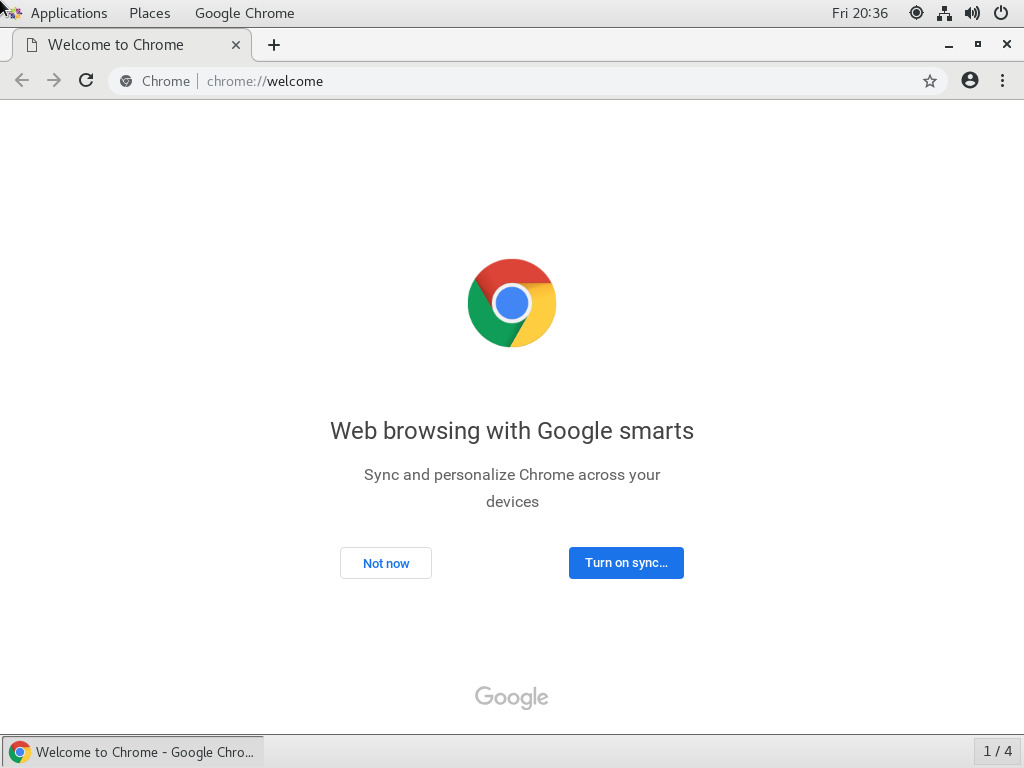 Applications Places Google Chrome Fri 20:36
Welcome to Chrome
Chrome chrome://welcome
Web browsing with Google smarts
Sync and personalize Chrome across your
devices
Not now Turn on sync...
Google
Welcome to Chrome - Google Chro... 1 / 4